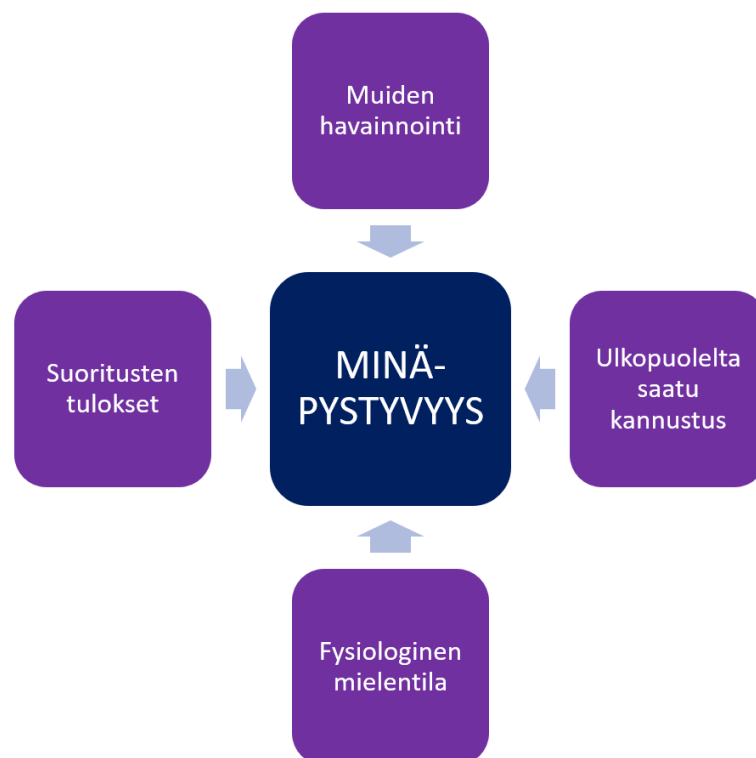 Muiden
havainnointi
Suoritusten
tulokset
MINÄ-
PYSTYVYYS
Ulkopuolelta
saatu
kannustus
Fysiologinen
mielentila